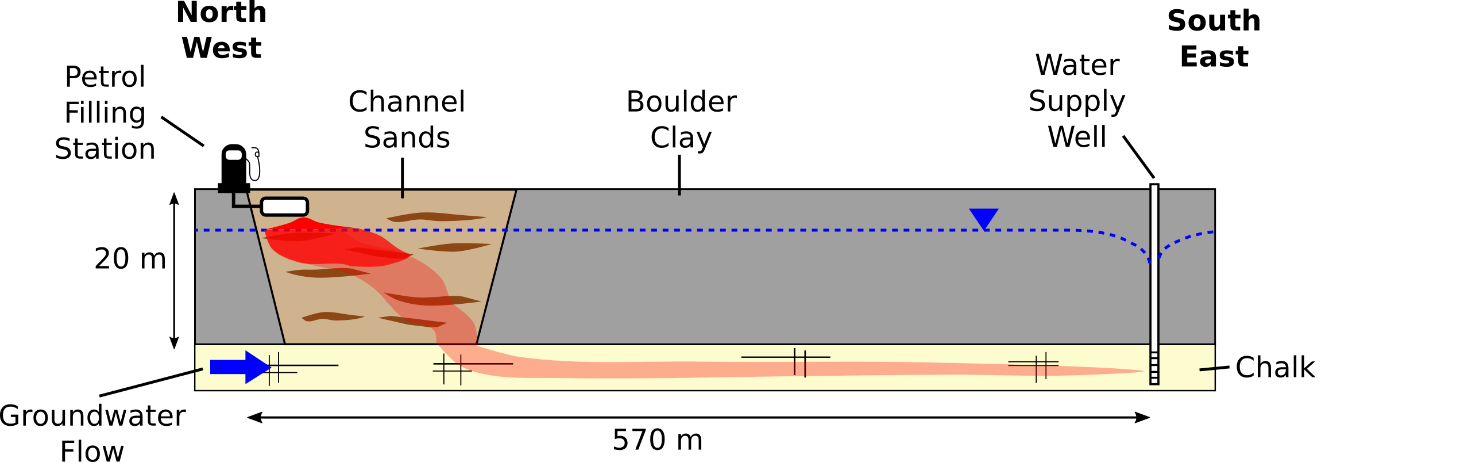 North
West
South
East
Petrol
Filling
Station
Channel
Sands
Boulder
Clay
Water
Supply
Well
20 m
Chalk
Groundwater
Flow
570 m